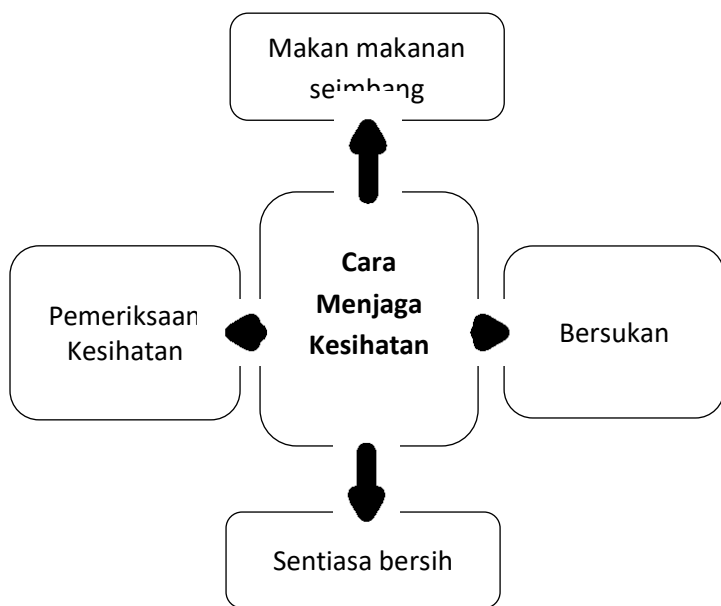 Makan makanan
seimbang
Cara
Menjaga
Kesihatan
Pemeriksaan
Kesihatan
Bersukan
Sentiasa bersih